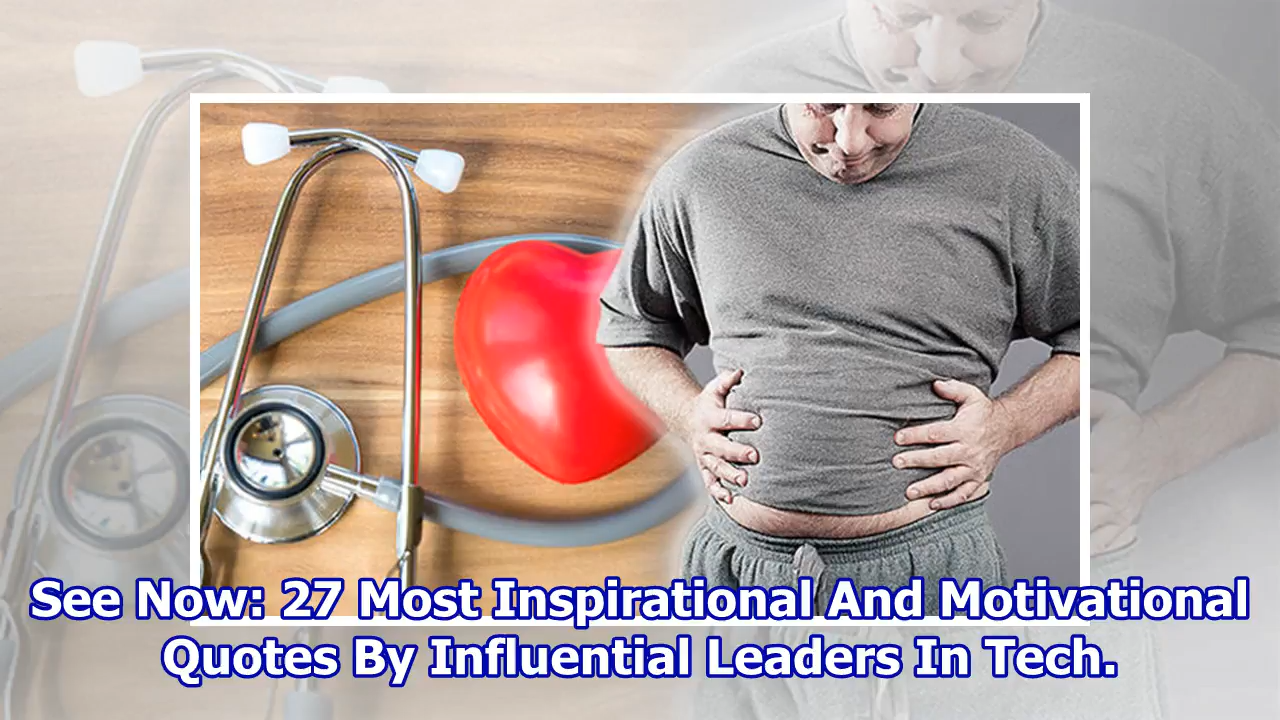 See Now: 27 Most Inspirational And Motivational
Quotes By Influential Leaders In Tech.